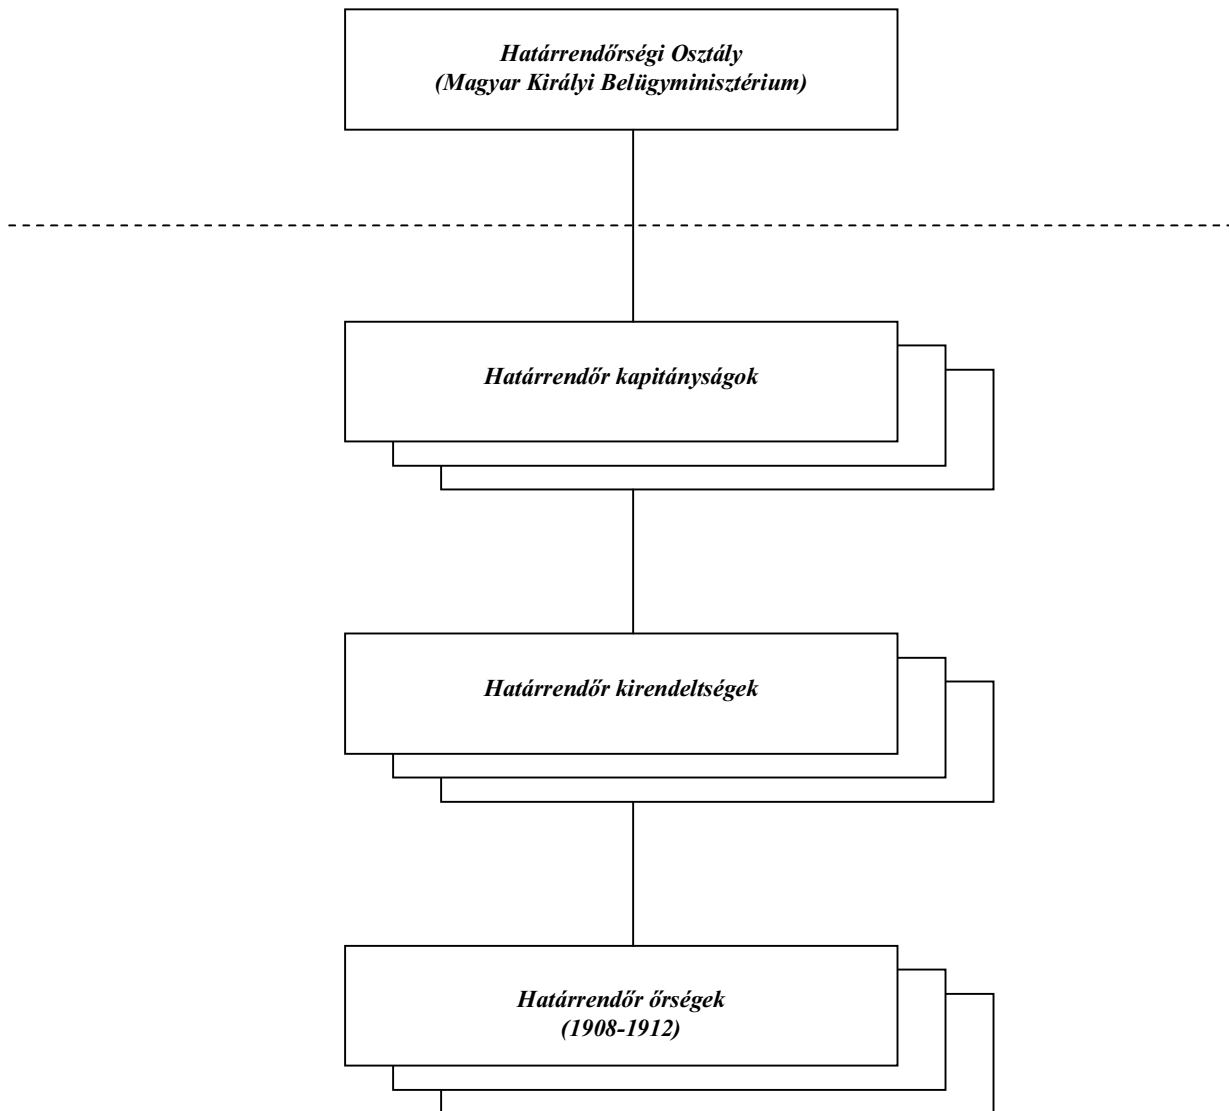 Határrendőrségi Osztály
(Magyar Királyi Belügyminisztérium)
Határrendőr kapitányságok
Határrendőr kirendeltségek
Határrendőr őrségek
(1908-1912)